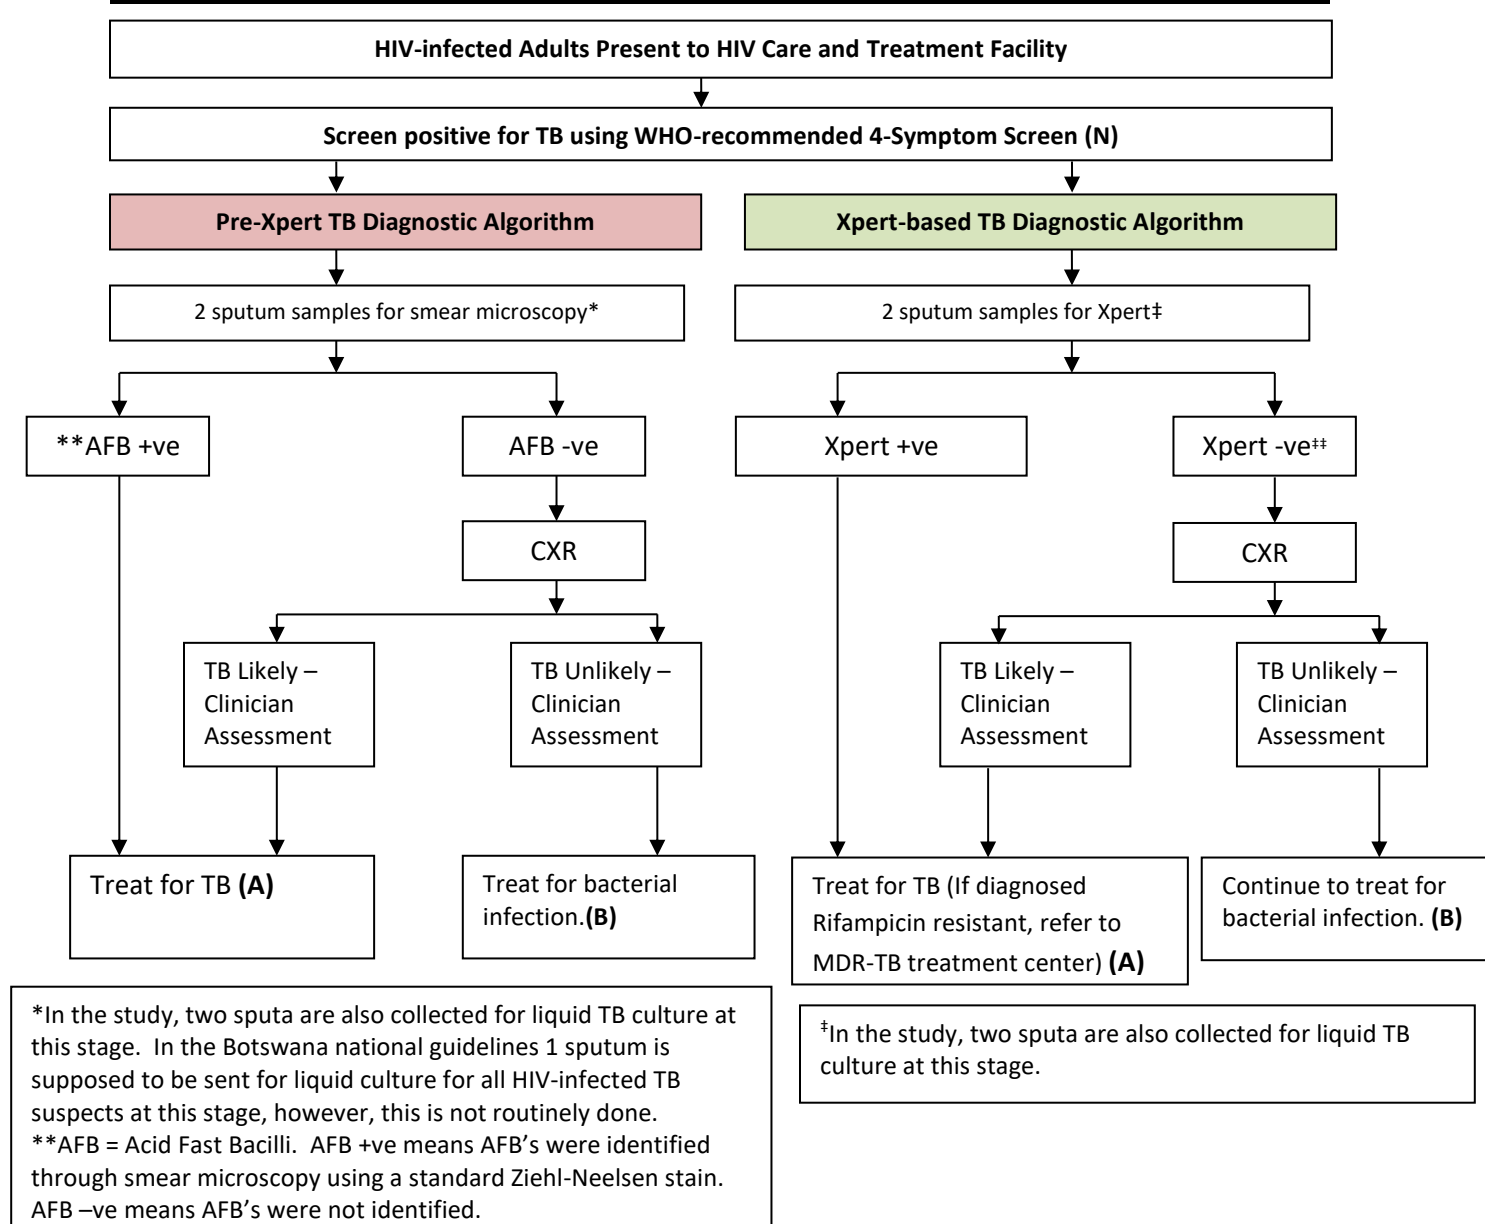 HIV-infected Adults Present to HIV Care and Treatment Facility
Screen positive for TB using WHO-recommended 4-Symptom Screen (N)
Pre-Xpert TB Diagnostic Algorithm
Xpert-based TB Diagnostic Algorithm
2 sputum samples for smear microscopy*
2 sputum samples for Xpert‡
**AFB +ve
AFB -ve
Xpert +ve
Xpert -ve‡‡
CXR
CXR
TB Likely –
Clinician
Assessment
TB Unlikely –
Clinician
Assessment
TB Likely –
Clinician
Assessment
TB Unlikely –
Clinician
Assessment
Treat for TB (A)
Treat for bacterial
infection.(B)
Treat for TB (If diagnosed
Rifampicin resistant, refer to
MDR-TB treatment center) (A)
Continue to treat for
bacterial infection. (B)
*In the study, two sputa are also collected for liquid TB culture at
this stage.  In the Botswana national guidelines 1 sputum is
supposed to be sent for liquid culture for all HIV-infected TB
suspects at this stage, however, this is not routinely done.
**AFB = Acid Fast Bacilli.  AFB +ve means AFB’s were identified
through smear microscopy using a standard Ziehl-Neelsen stain.
AFB –ve means AFB’s were not identified.
‡In the study, two sputa are also collected for liquid TB
culture at this stage.